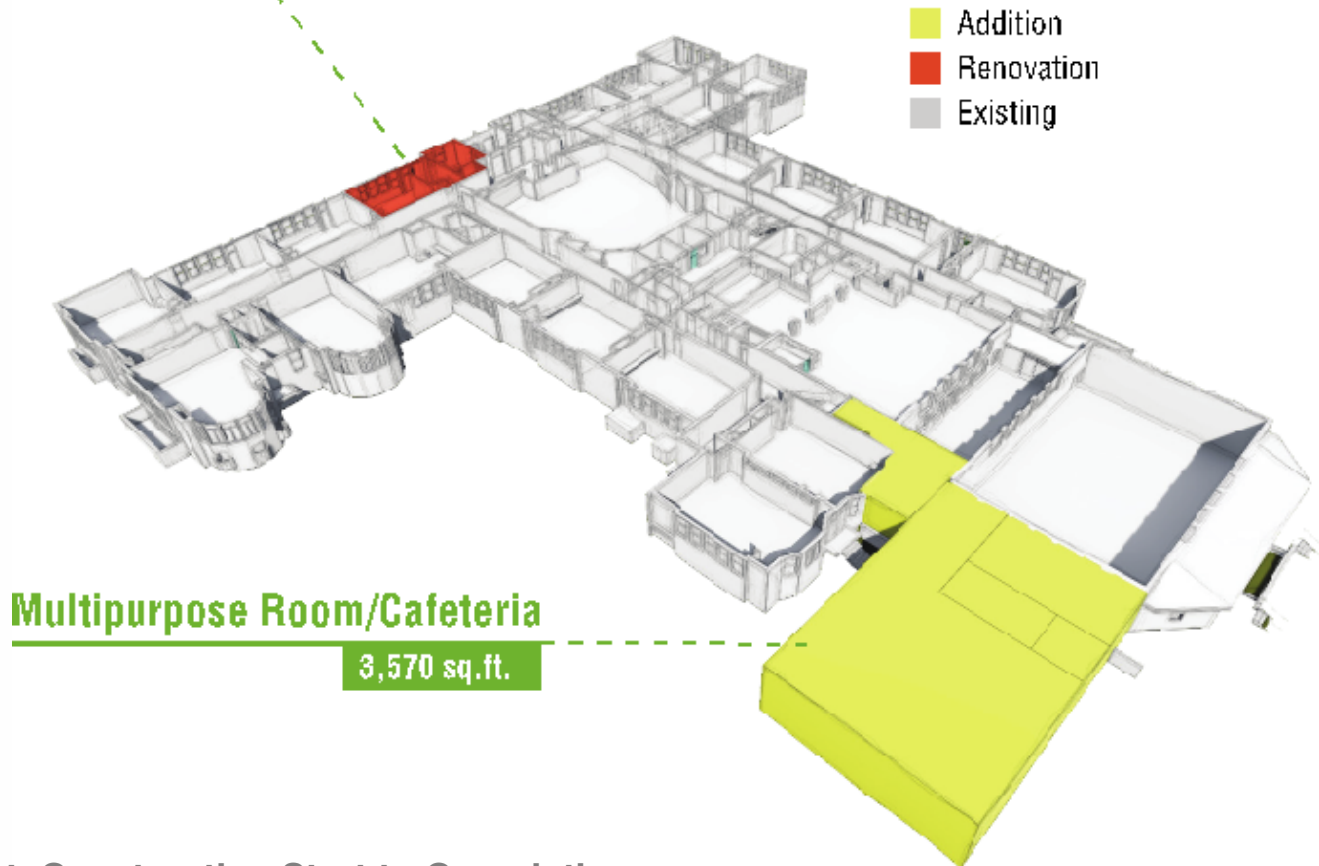 Addition
Renovation
Existing
Multipurpose Room/Cafeteria
3,570 sq.ft.